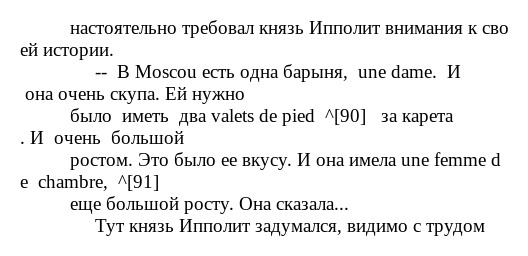 настоятельно требовал князь Ипполит внимания к сво
ей истории.
-- В Moscou есть одна барыня, une dame. И
она очень скупа. Ей нужно
было иметь два valets de pied ^[90] за карета
. И очень большой
ростом. Это было ее вкусу. И она имела une femme d
e chambre, ^[91]
еще большой росту. Она сказала...
Тут князь Ипполит задумался, видимо с трудом